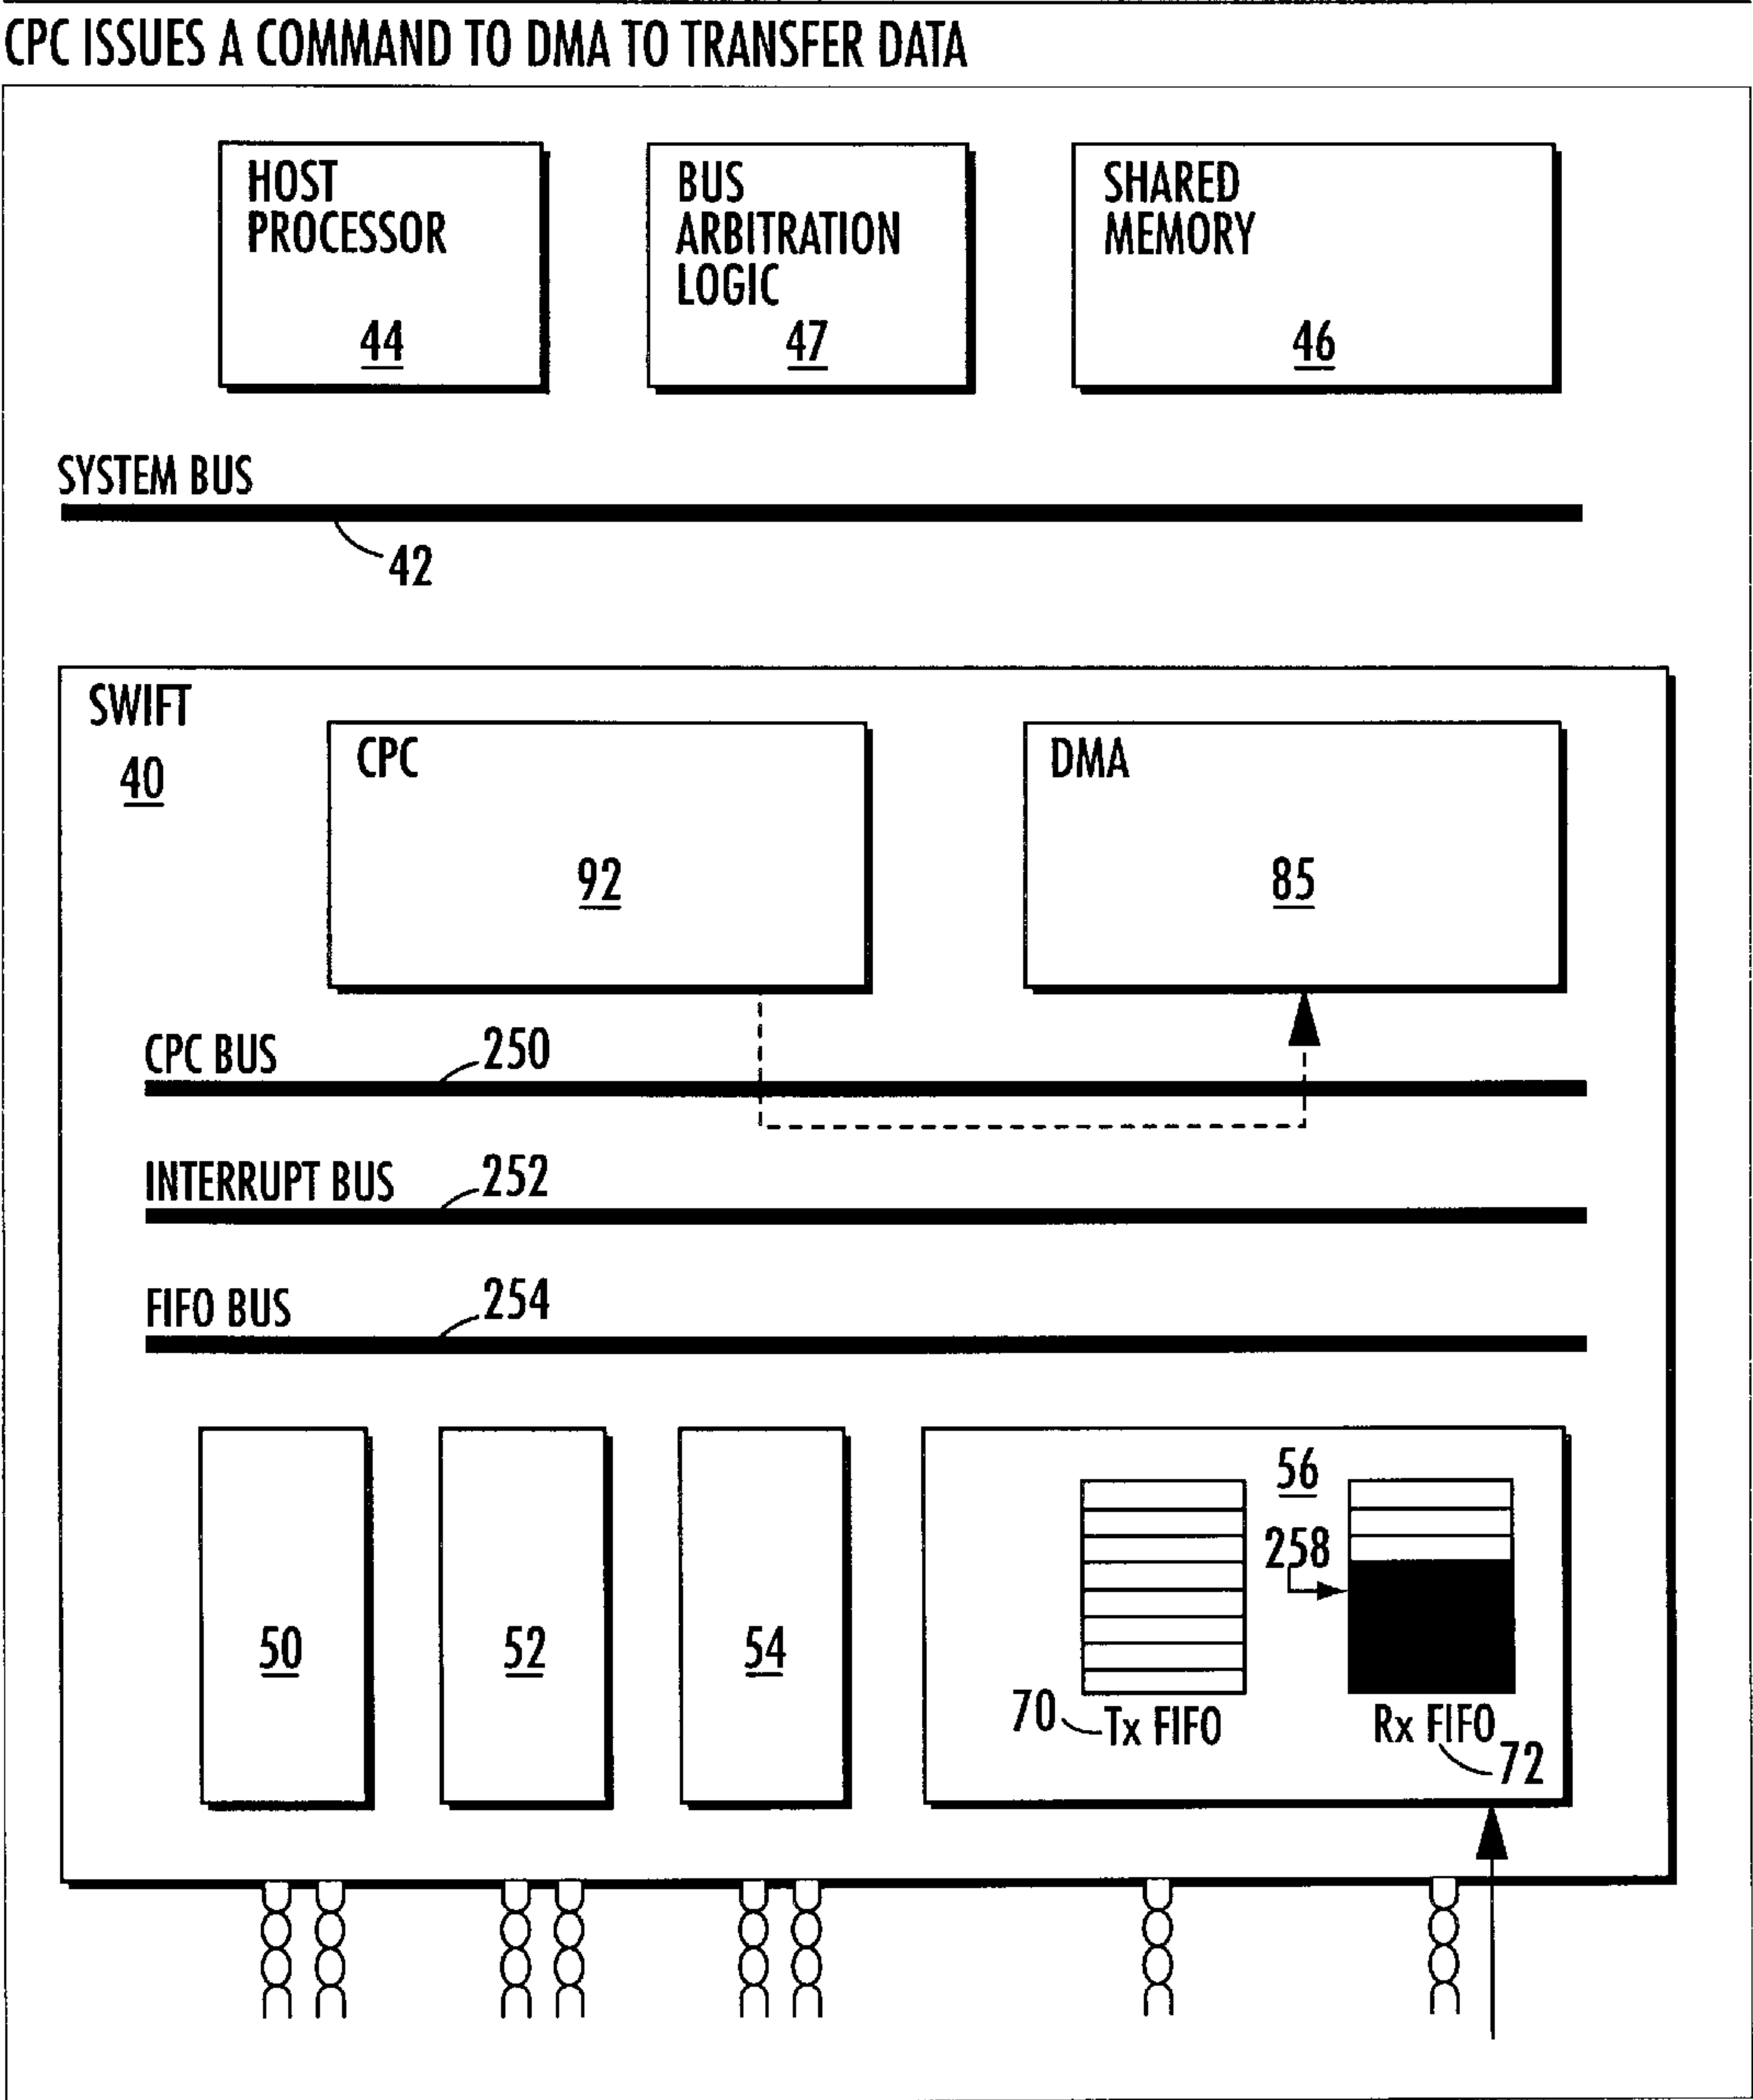 CPC ISSUES A COMMAND TO DMA TO TRANSFER DATA
HOST
PROCESSOR
44
BUS
ARBITRATION
LOGIC
47
SHARED
MEMORY
46
SYSTEM BUS
42
SWIFT
40
CPC
92
DMA
85
CPC BUS
250
INTERRUPT BUS
252
FIFO BUS
254
50
52
54
56
258
70
Tx FIFO
Rx FIFO
72